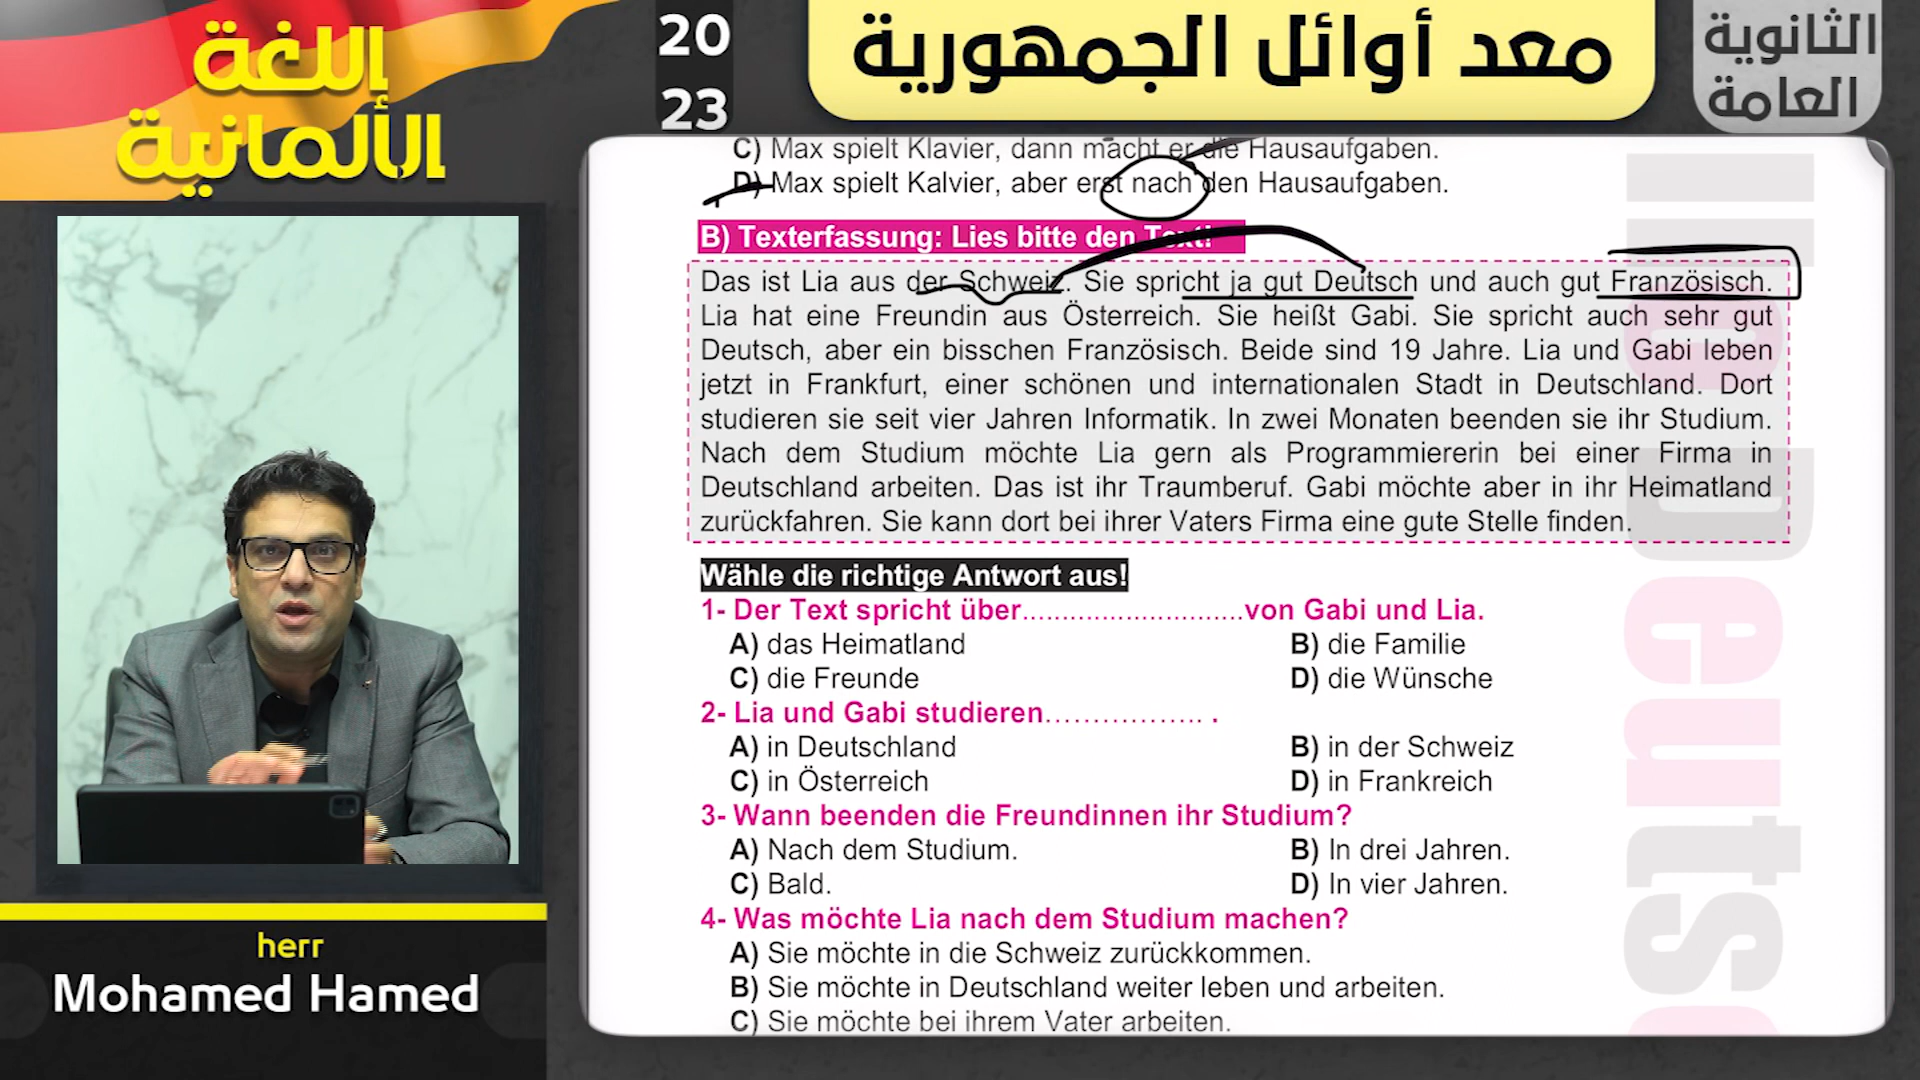 اللغة
الألمانية
20
23
معد أوائل الجمهورية
الثانوية
العامة
C) Max spielt Klavier, dann macht er die Hausaufgaben.
D) Max spielt Kalvier, aber erst nach den Hausaufgaben.
B) Texterfassung: Lies bitte den Text!
Das ist Lia aus der Schweiz. Sie spricht ja gut Deutsch und auch gut Französisch.
Lia hat eine Freundin aus Österreich. Sie heißt Gabi. Sie spricht auch sehr gut
Deutsch, aber ein bisschen Französisch. Beide sind 19 Jahre. Lia und Gabi leben
jetzt in Frankfurt, einer schönen und internationalen Stadt in Deutschland. Dort
studieren sie seit vier Jahren Informatik. In zwei Monaten beenden sie ihr Studium.
Nach dem Studium möchte Lia gern als Programmiererin bei einer Firma in
Deutschland arbeiten. Das ist ihr Traumberuf. Gabi möchte aber in ihr Heimatland
zurückfahren. Sie kann dort bei ihrer Vaters Firma eine gute Stelle finden.
Wähle die richtige Antwort aus!
1- Der Text spricht über...........................von Gabi und Lia.
A) das Heimatland B) die Familie
C) die Freunde D) die Wünsche
2- Lia und Gabi studieren.................. .
A) in Deutschland B) in der Schweiz
C) in Österreich D) in Frankreich
3- Wann beenden die Freundinnen ihr Studium?
A) Nach dem Studium. B) In drei Jahren.
C) Bald. D) In vier Jahren.
4- Was möchte Lia nach dem Studium machen?
A) Sie möchte in die Schweiz zurückkommen.
B) Sie möchte in Deutschland weiter leben und arbeiten.
C) Sie möchte bei ihrem Vater arbeiten.
herr
Mohamed Hamed